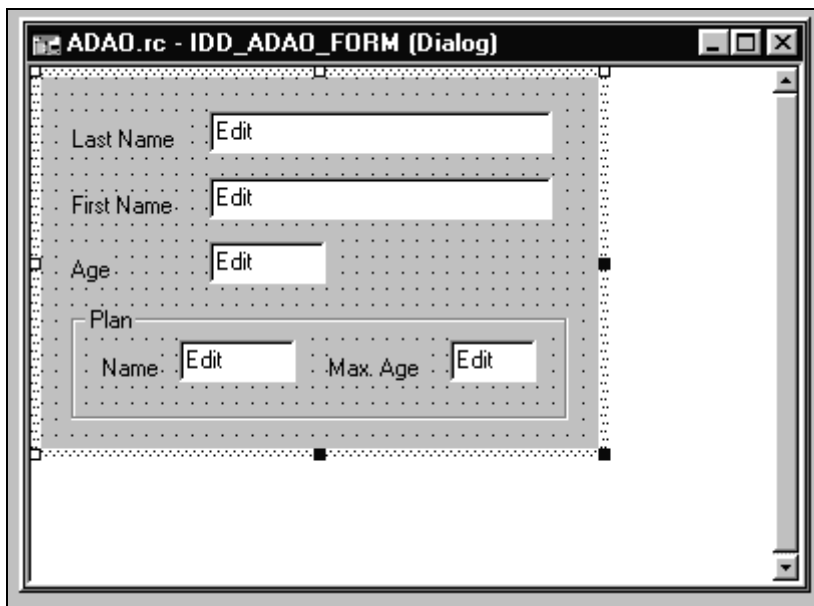 ADAO.rc - IDD_ADAO_FORM (Dialog)
Last Name Edit
First Name Edit
Age Edit
Plan
Name Edit Max. Age Edit